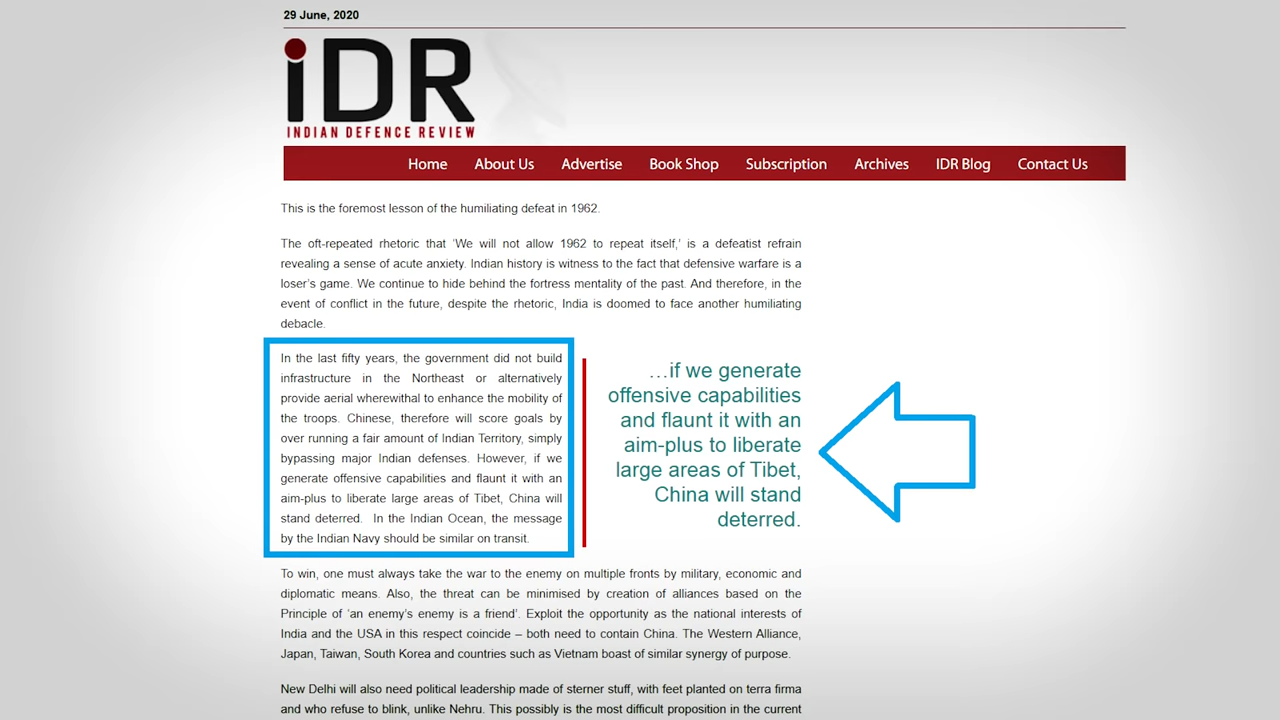 29 June, 2020
iDR
INDIAN DEFENCE REVIEW
Home About Us Advertise Book Shop Subscription Archives IDR Blog Contact Us
This is the foremost lesson of the humiliating defeat in 1962.
The oft-repeated rhetoric that 'We will not allow 1962 to repeat itself,' is a defeatist refrain
revealing a sense of acute anxiety. Indian history is witness to the fact that defensive warfare is a
loser's game. We continue to hide behind the fortress mentality of the past. And therefore, in the
event of conflict in the future, despite the rhetoric, India is doomed to face another humiliating
debacle.
In the last fifty years, the government did not build
infrastructure in the Northeast or alternatively
provide aerial wherewithal to enhance the mobility of
the troops. Chinese, therefore will score goals by
over running a fair amount of Indian Territory, simply
bypassing major Indian defenses. However, if we
generate offensive capabilities and flaunt it with an
aim-plus to liberate large areas of Tibet, China will
stand deterred. In the Indian Ocean, the message
by the Indian Navy should be similar on transit.
…if we generate
offensive capabilities
and flaunt it with an
aim-plus to liberate
large areas of Tibet,
China will stand
deterred.
To win, one must always take the war to the enemy on multiple fronts by military, economic and
diplomatic means. Also, the threat can be minimised by creation of alliances based on the
Principle of 'an enemy's enemy is a friend'. Exploit the opportunity as the national interests of
India and the USA in this respect coincide – both need to contain China. The Western Alliance,
Japan, Taiwan, South Korea and countries such as Vietnam boast of similar synergy of purpose.
New Delhi will also need political leadership made of sterner stuff, with feet planted on terra firma
and who refuse to blink, unlike Nehru. This possibly is the most difficult proposition in the current